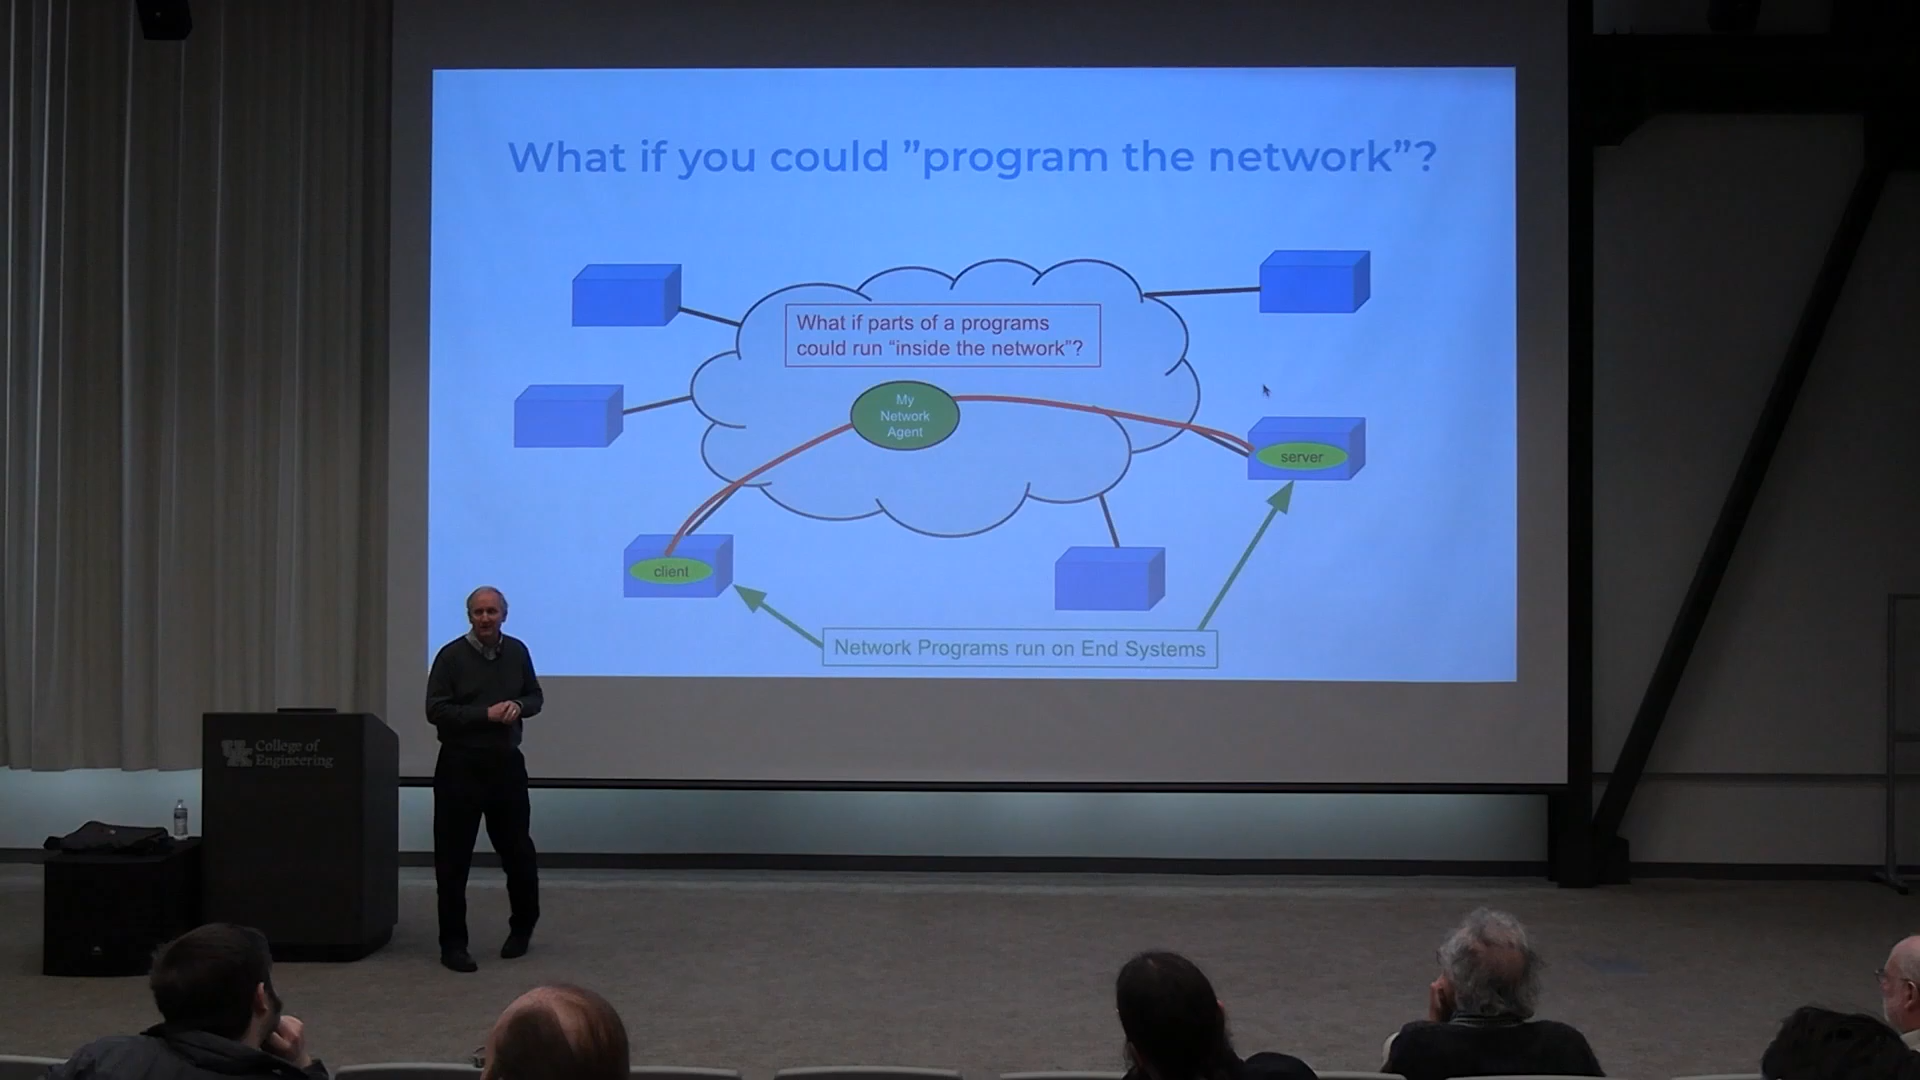 What if you could ”program the network”?
What if parts of a programs
could run “inside the network”?
My
Network
Agent
server
client
Network Programs run on End Systems
UK College of
Engineering